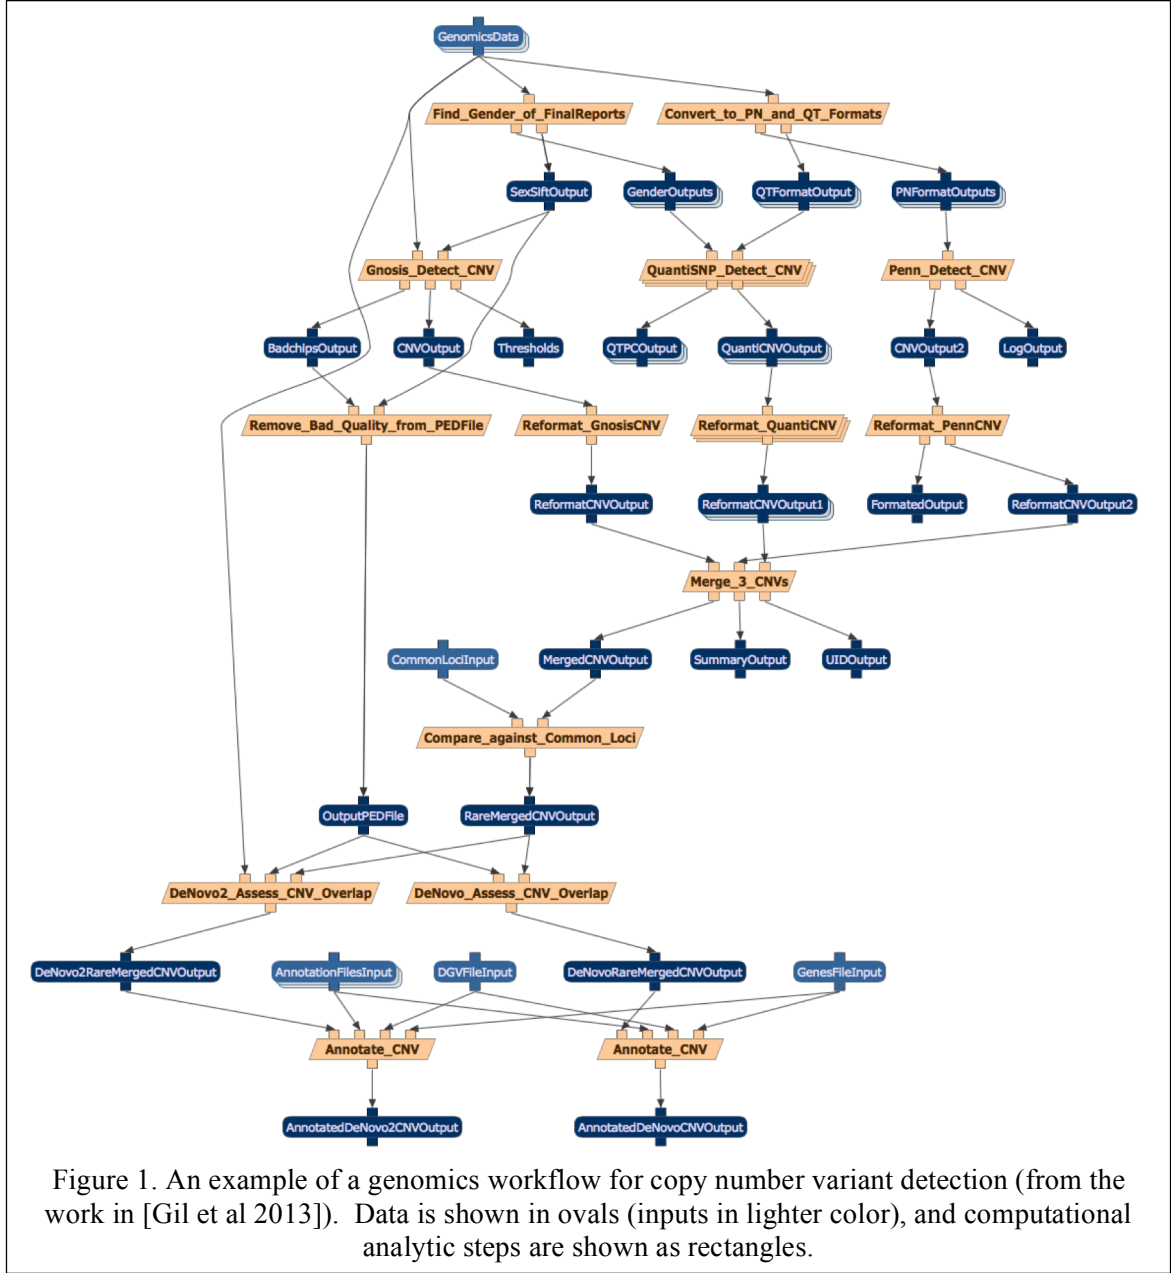 GenomicsData
Find_Gender_of_FinalReports
Convert_to_PN_and_QT_Formats
SexSiftOutput
GenderOutputs
QTFormatOutput
PNFormatOutputs
Gnosis_Detect_CNV
QuantiSNP_Detect_CNV
Penn_Detect_CNV
BadchipsOutput
CNVOutput
Thresholds
QTPCOutput
QuantiCNVOutput
CNVOutput2
LogOutput
Remove_Bad_Quality_from_PEDFile
Reformat_GnosisCNV
Reformat_QuantiCNV
Reformat_PennCNV
ReformatCNVOutput
ReformatCNVOutput1
FormatedOutput
ReformatCNVOutput2
Merge_3_CNVs
CommonLociInput
MergedCNVOutput
SummaryOutput
UIDOutput
Compare_against_Common_Loci
OutputPEDFile
RareMergedCNVOutput
DeNovo2_Assess_CNV_Overlap
DeNovo_Assess_CNV_Overlap
DeNovo2RareMergedCNVOutput
AnnotationFilesInput
DGVFileInput
DeNovoRareMergedCNVOutput
GenesFileInput
Annotate_CNV
Annotate_CNV
AnnotatedDeNovo2CNVOutput
AnnotatedDeNovoCNVOutput
Figure 1. An example of a genomics workflow for copy number variant detection (from the
work in [Gil et al 2013]). Data is shown in ovals (inputs in lighter color), and computational
analytic steps are shown as rectangles.